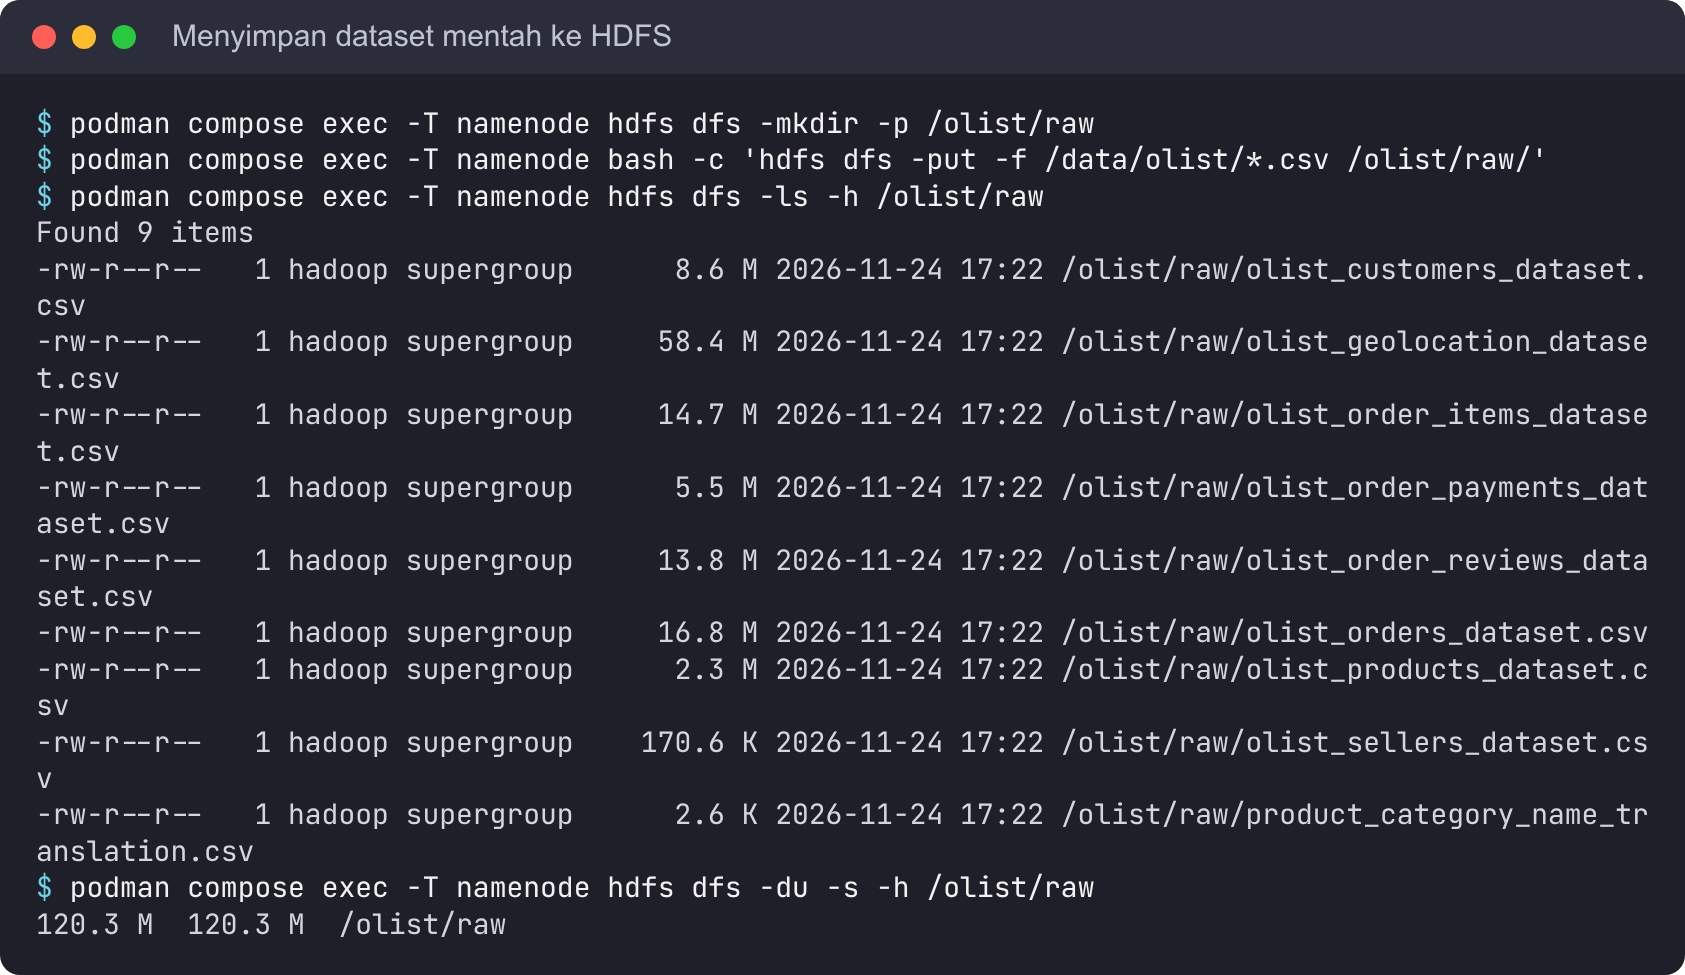 Menyimpan dataset mentah ke HDFS
$ podman compose exec -T namenode hdfs dfs -mkdir -p /olist/raw
$ podman compose exec -T namenode bash -c 'hdfs dfs -put -f /data/olist/*.csv /olist/raw/'
$ podman compose exec -T namenode hdfs dfs -ls -h /olist/raw
Found 9 items
-rw-r--r--   1 hadoop supergroup      8.6 M 2026-11-24 17:22 /olist/raw/olist_customers_dataset.
csv
-rw-r--r--   1 hadoop supergroup     58.4 M 2026-11-24 17:22 /olist/raw/olist_geolocation_datase
t.csv
-rw-r--r--   1 hadoop supergroup     14.7 M 2026-11-24 17:22 /olist/raw/olist_order_items_datase
t.csv
-rw-r--r--   1 hadoop supergroup      5.5 M 2026-11-24 17:22 /olist/raw/olist_order_payments_dat
aset.csv
-rw-r--r--   1 hadoop supergroup     13.8 M 2026-11-24 17:22 /olist/raw/olist_order_reviews_data
set.csv
-rw-r--r--   1 hadoop supergroup     16.8 M 2026-11-24 17:22 /olist/raw/olist_orders_dataset.csv
-rw-r--r--   1 hadoop supergroup      2.3 M 2026-11-24 17:22 /olist/raw/olist_products_dataset.c
sv
-rw-r--r--   1 hadoop supergroup    170.6 K 2026-11-24 17:22 /olist/raw/olist_sellers_dataset.cs
v
-rw-r--r--   1 hadoop supergroup      2.6 K 2026-11-24 17:22 /olist/raw/product_category_name_tr
anslation.csv
$ podman compose exec -T namenode hdfs dfs -du -s -h /olist/raw
120.3 M  120.3 M  /olist/raw